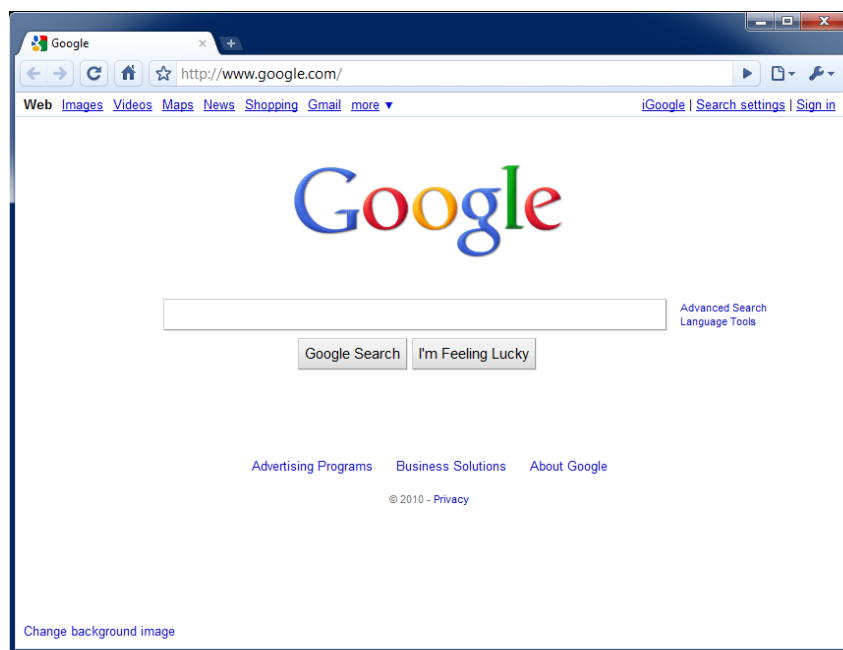 Google
http://www.google.com/
Web Images Videos Maps News Shopping Gmail more ▼ iGoogle | Search settings | Sign in
Google
Advanced Search
Language Tools
Google Search I'm Feeling Lucky
Advertising Programs Business Solutions About Google
© 2010 - Privacy
Change background image